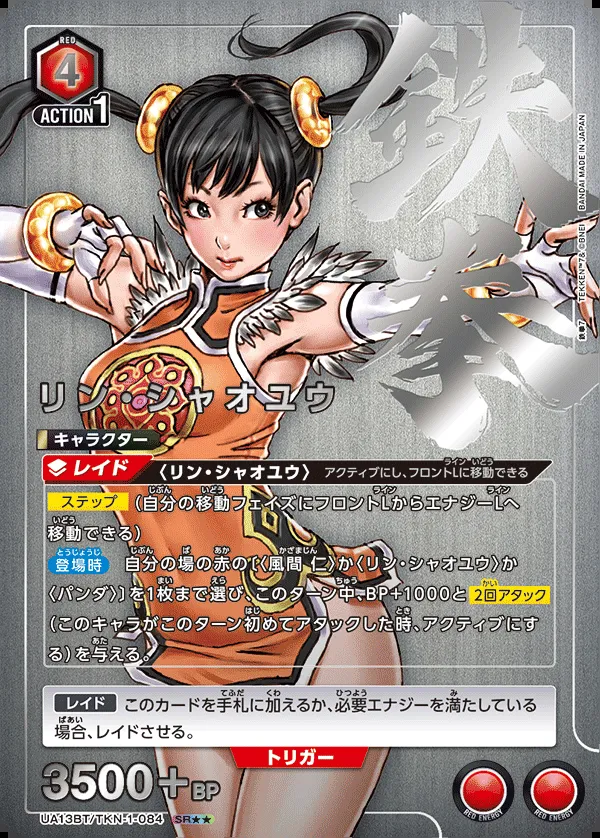 RED
4
ACTION 1
鉄拳
鉄拳7 TEKKEN™7& ©BNEI BANDAI MADE IN JAPAN
リン・シャオユウ
キャラクター
レイド 〈リン・シャオユウ〉 アクティブにし、フロントLに移動できる
ステップ (自分の移動フェイズにフロントLからエナジーLへ
移動できる)
登場時 自分の場の赤の〔〈風間 仁〉か〈リン・シャオユウ〉か
〈パンダ〉〕を1枚まで選び、このターン中、BP+1000と 2回アタック
(このキャラがこのターン初めてアタックした時、アクティブにす
る)を与える。
レイド このカードを手札に加えるか、必要エナジーを満たしている
場合、レイドさせる。
トリガー
3500+BP
RED ENERGY
RED ENERGY
UA13BT/TKN-1-084 SR★★